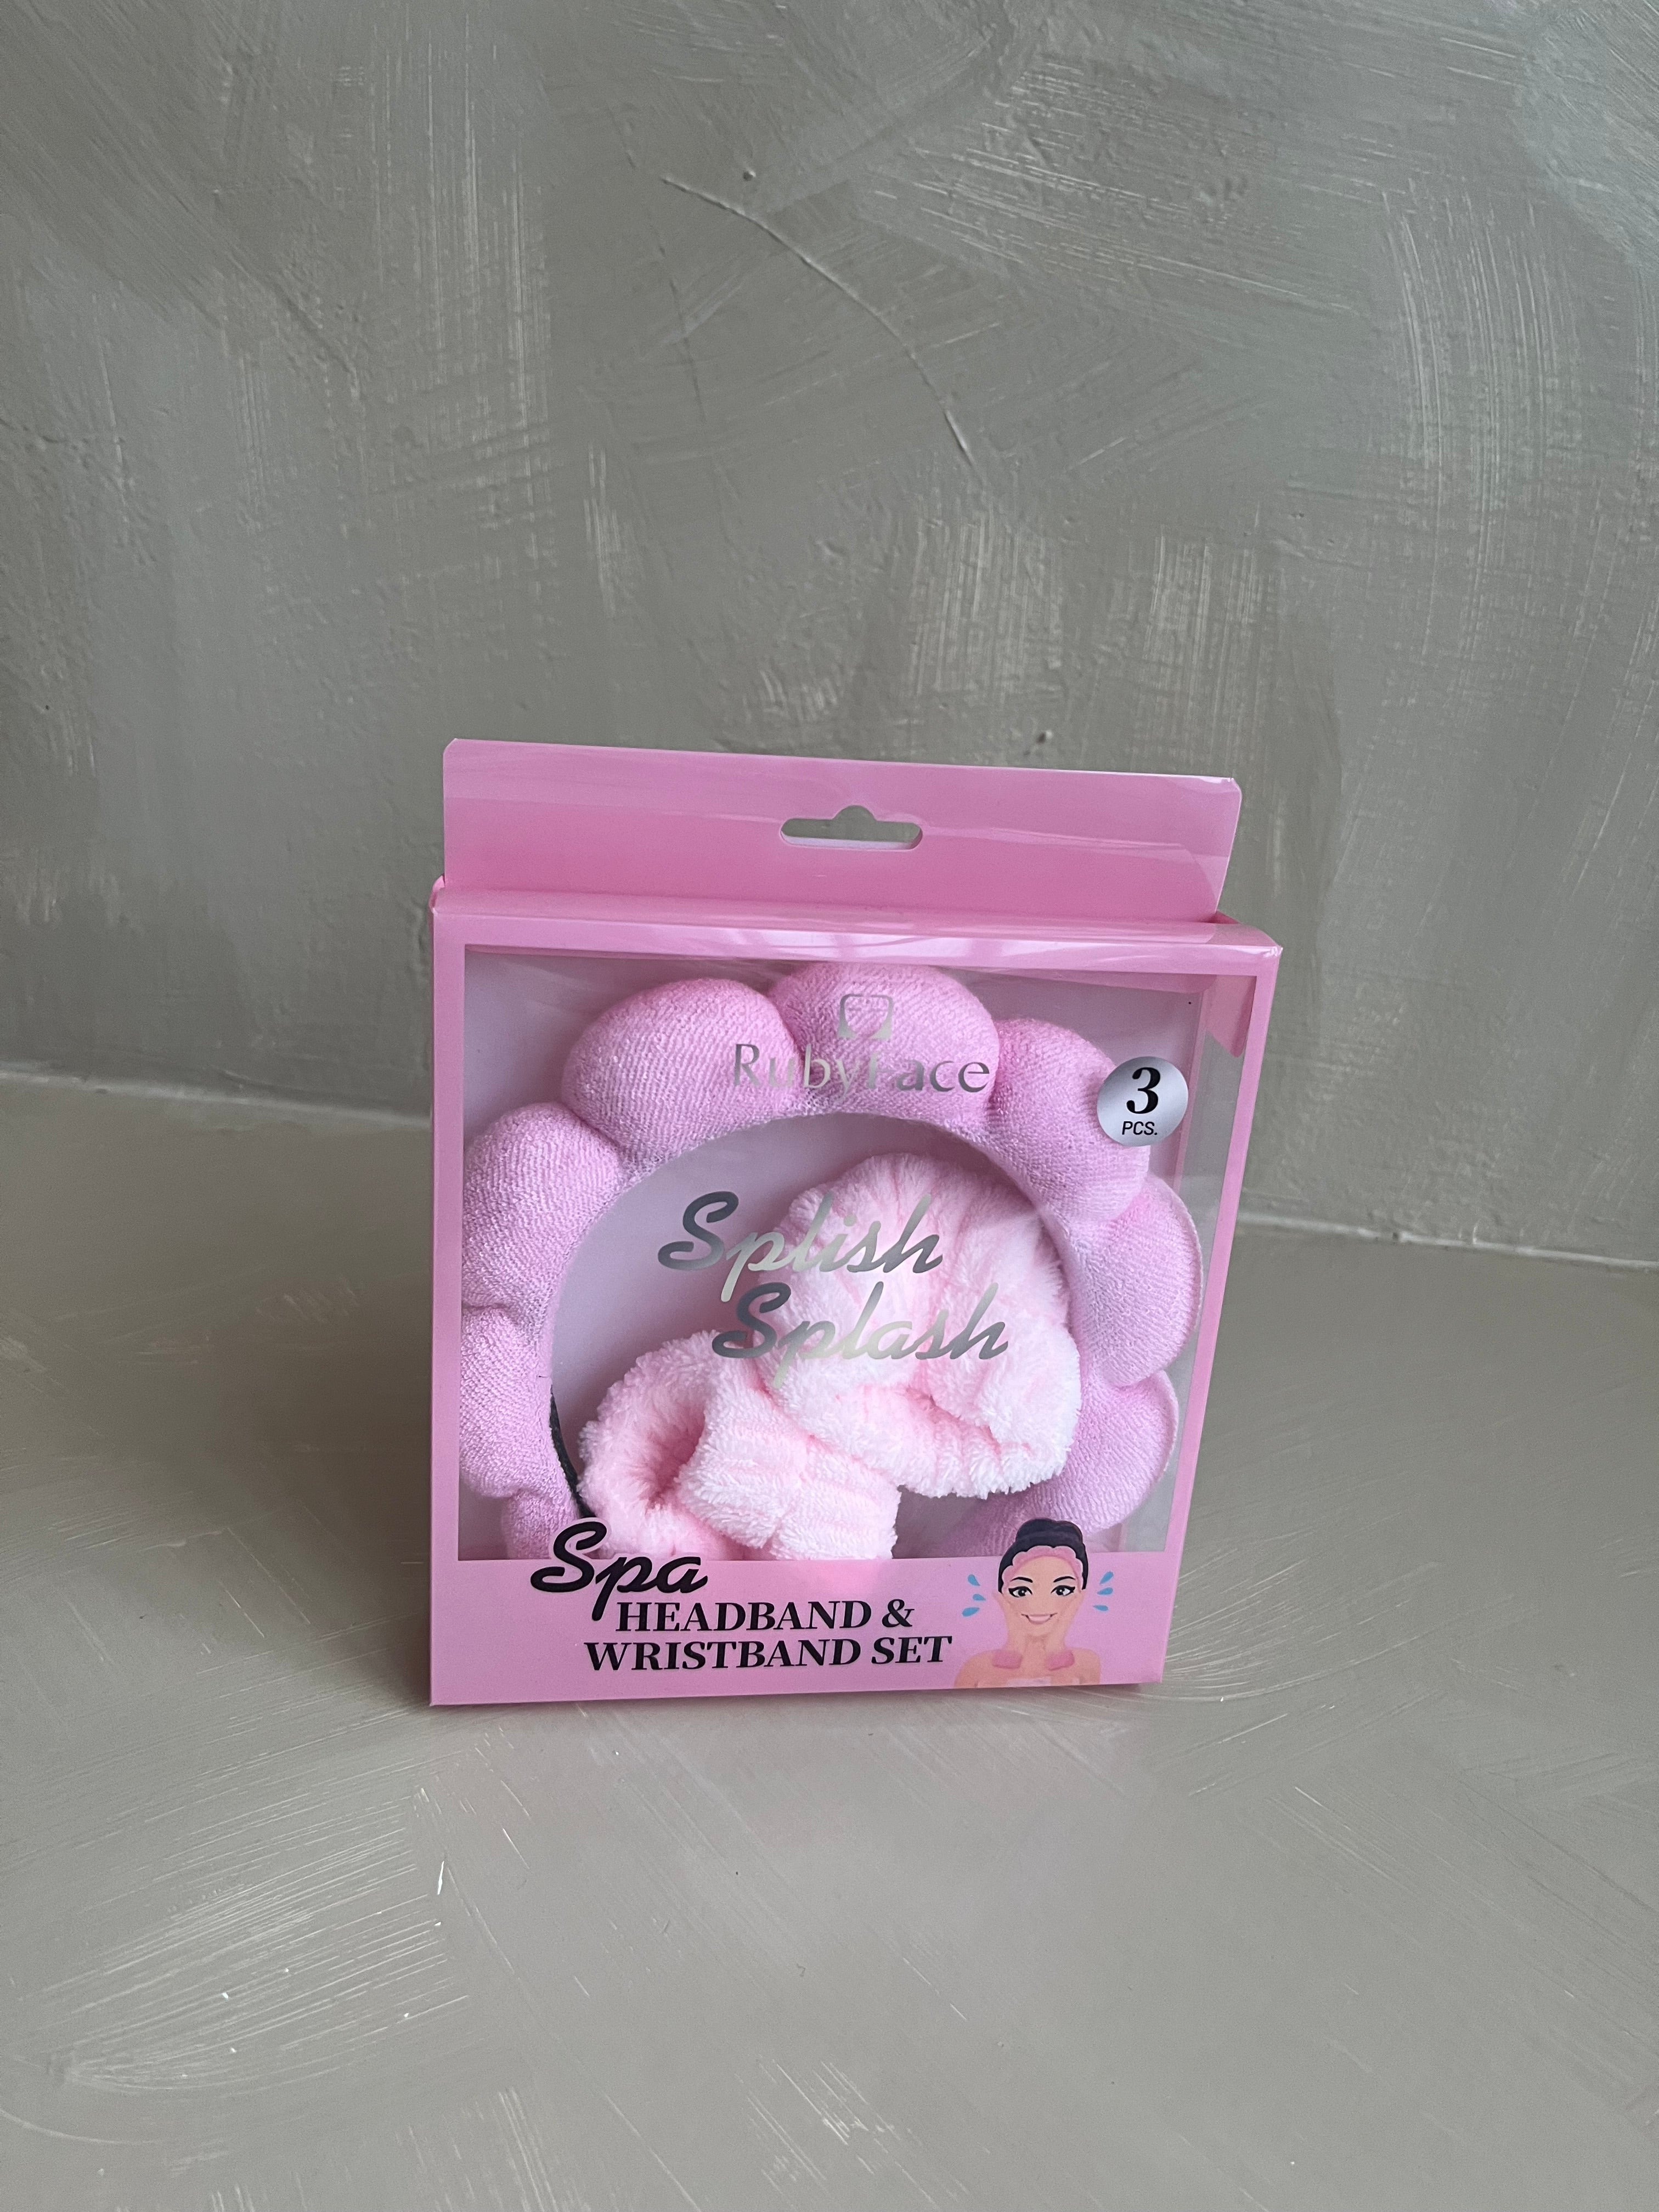 RubyFace
3
PCS.
Splish
Splash
Spa
HEADBAND &
WRISTBAND SET